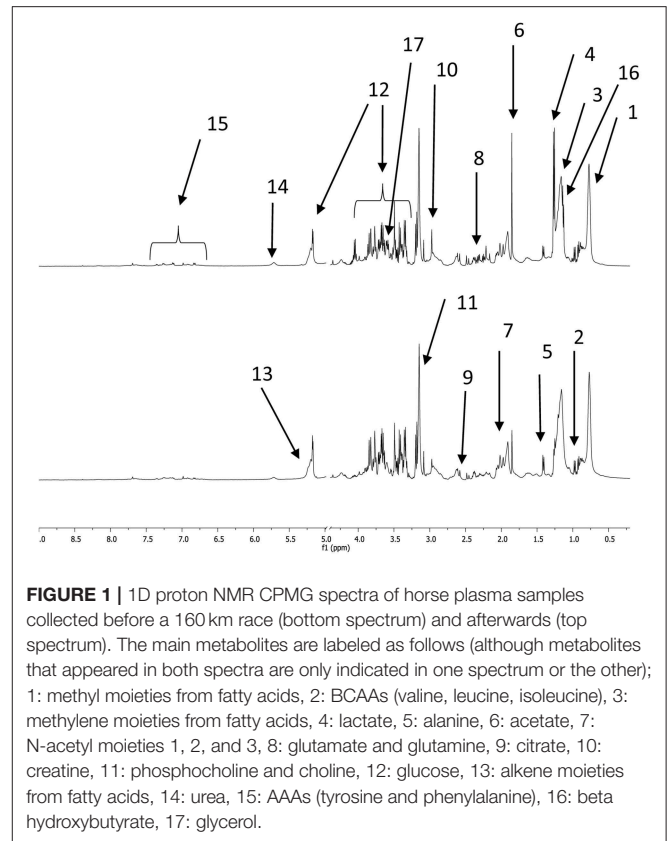 6
17
4
12
10
16
3
15
1
8
14
11
7
2
13
5
9
.0 8.5 8.0 7.5 7.0 6.5 6.0 5.5 5.0 4.0 3.5 3.0 2.5 2.0 1.5 1.0 0.5
f1 (ppm)
FIGURE 1 | 1D proton NMR CPMG spectra of horse plasma samples
collected before a 160 km race (bottom spectrum) and afterwards (top
spectrum). The main metabolites are labeled as follows (although metabolites
that appeared in both spectra are only indicated in one spectrum or the other);
1: methyl moieties from fatty acids, 2: BCAAs (valine, leucine, isoleucine), 3:
methylene moieties from fatty acids, 4: lactate, 5: alanine, 6: acetate, 7:
N-acetyl moieties 1, 2, and 3, 8: glutamate and glutamine, 9: citrate, 10:
creatine, 11: phosphocholine and choline, 12: glucose, 13: alkene moieties
from fatty acids, 14: urea, 15: AAAs (tyrosine and phenylalanine), 16: beta
hydroxybutyrate, 17: glycerol.